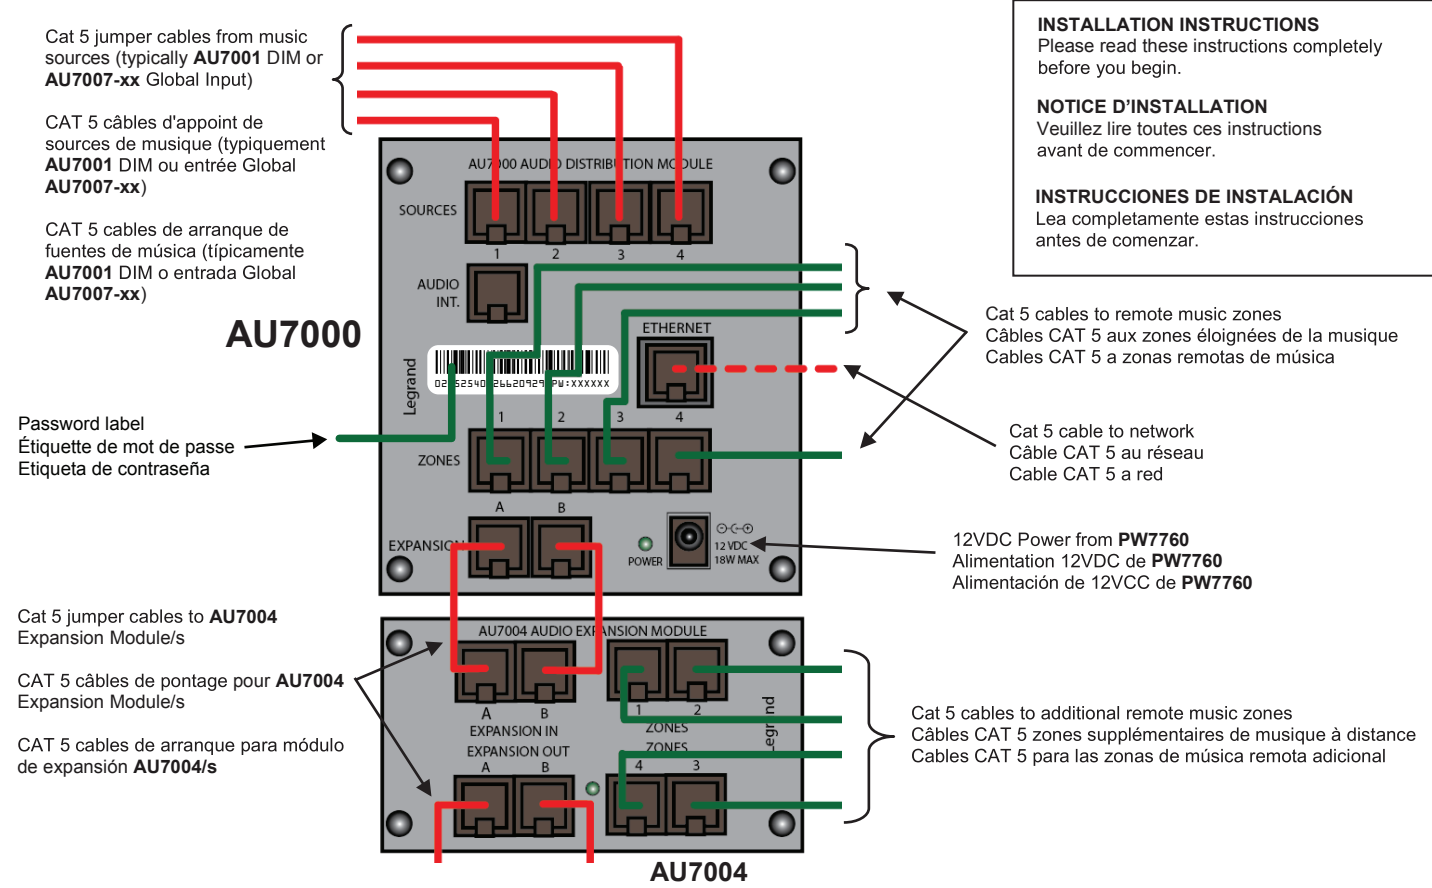 Cat 5 jumper cables from music
sources (typically AU7001 DIM or
AU7007-xx Global Input)
CAT 5 câbles d'appoint de
sources de musique (typiquement
AU7001 DIM ou entrée Global
AU7007-xx)
CAT 5 cables de arranque de
fuentes de música (típicamente
AU7001 DIM o entrada Global
AU7007-xx)
INSTALLATION INSTRUCTIONS
Please read these instructions completely
before you begin.
NOTICE D'INSTALLATION
Veuillez lire toutes ces instructions
avant de commencer.
INSTRUCCIONES DE INSTALACIÓN
Lea completamente estas instrucciones
antes de comenzar.
AU7000
AU7000 AUDIO DISTRIBUTION MODULE
SOURCES
1 2 3 4
AUDIO
INT.
ETHERNET
Legrand
PW:XXXXXX
1 2 3 4
ZONES
A B
EXPANSION
POWER
12 VDC
18W MAX
Cat 5 cables to remote music zones
Câbles CAT 5 aux zones éloignées de la musique
Cables CAT 5 a zonas remotas de música
Password label
Étiquette de mot de passe
Etiqueta de contraseña
Cat 5 cable to network
Câble CAT 5 au réseau
Cable CAT 5 a red
12VDC Power from PW7760
Alimentation 12VDC de PW7760
Alimentación de 12VCC de PW7760
Cat 5 jumper cables to AU7004
Expansion Module/s
CAT 5 câbles de pontage pour AU7004
Expansion Module/s
CAT 5 cables de arranque para módulo
de expansión AU7004/s
AU7004 AUDIO EXPANSION MODULE
A B
EXPANSION IN
1 2
ZONES
EXPANSION OUT
A B
ZONES
4 3
Legrand
Cat 5 cables to additional remote music zones
Câbles CAT 5 zones supplémentaires de musique à distance
Cables CAT 5 para las zonas de música remota adicional
AU7004